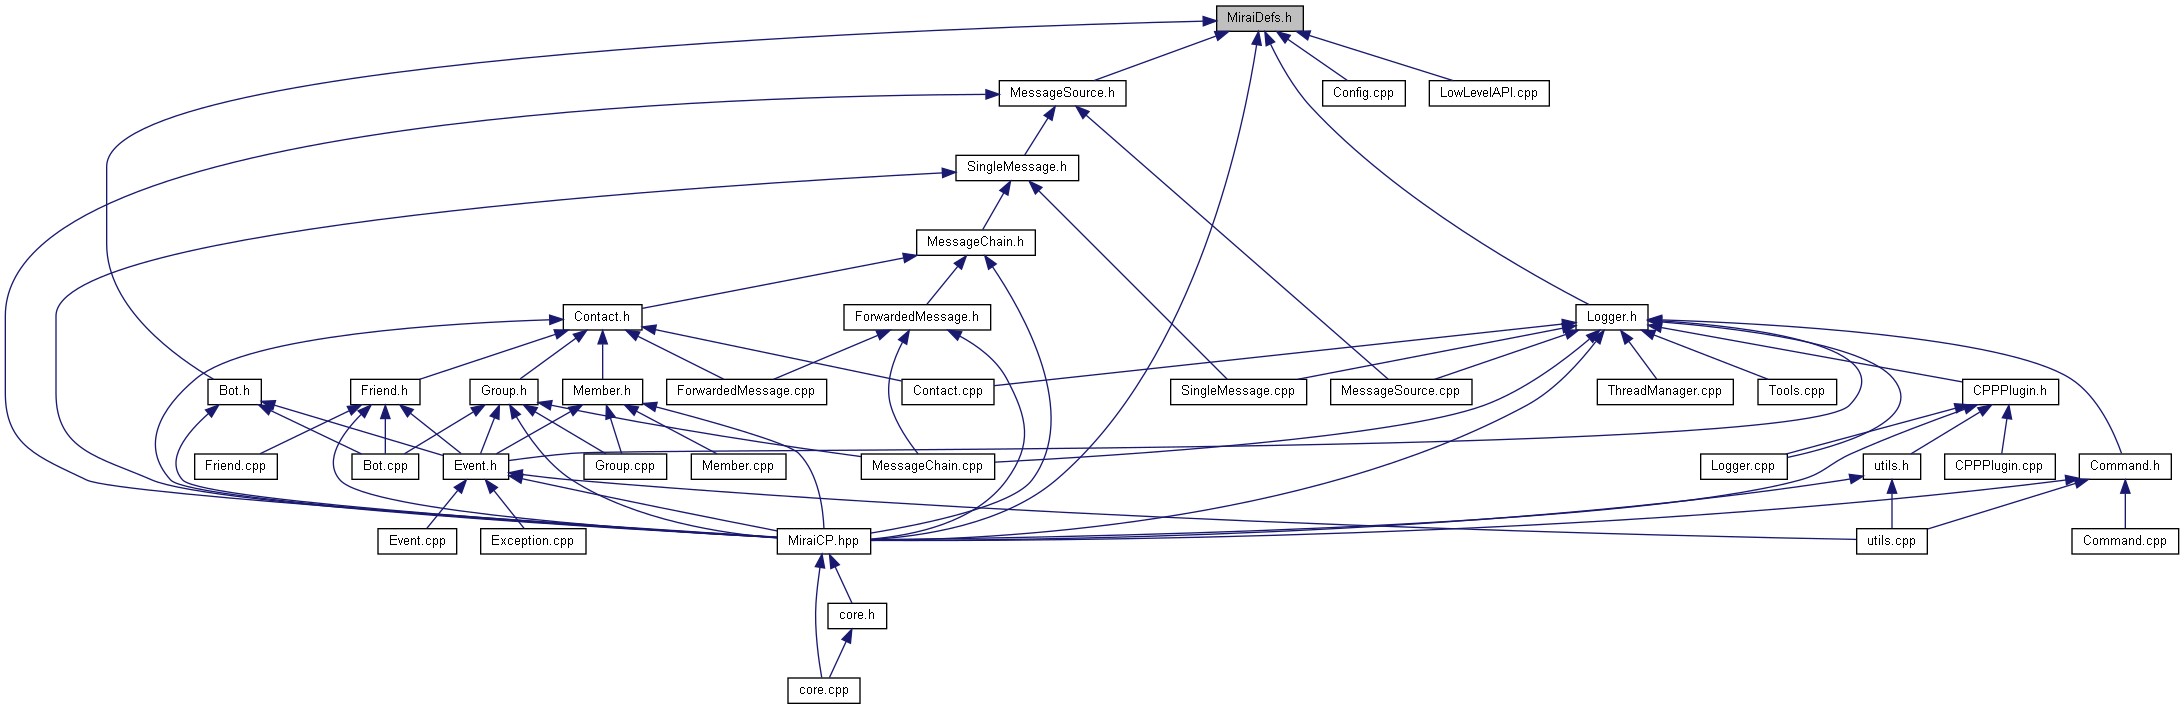 MiraiDefs.h
MessageSource.h
Config.cpp
LowLevelAPI.cpp
SingleMessage.h
MessageChain.h
Contact.h
ForwardedMessage.h
Logger.h
Bot.h
Friend.h
Group.h
Member.h
ForwardedMessage.cpp
Contact.cpp
SingleMessage.cpp
MessageSource.cpp
ThreadManager.cpp
Tools.cpp
CPPPlugin.h
Friend.cpp
Bot.cpp
Event.h
Group.cpp
Member.cpp
MessageChain.cpp
Logger.cpp
utils.h
CPPPlugin.cpp
Command.h
Event.cpp
Exception.cpp
MiraiCP.hpp
utils.cpp
Command.cpp
core.h
core.cpp